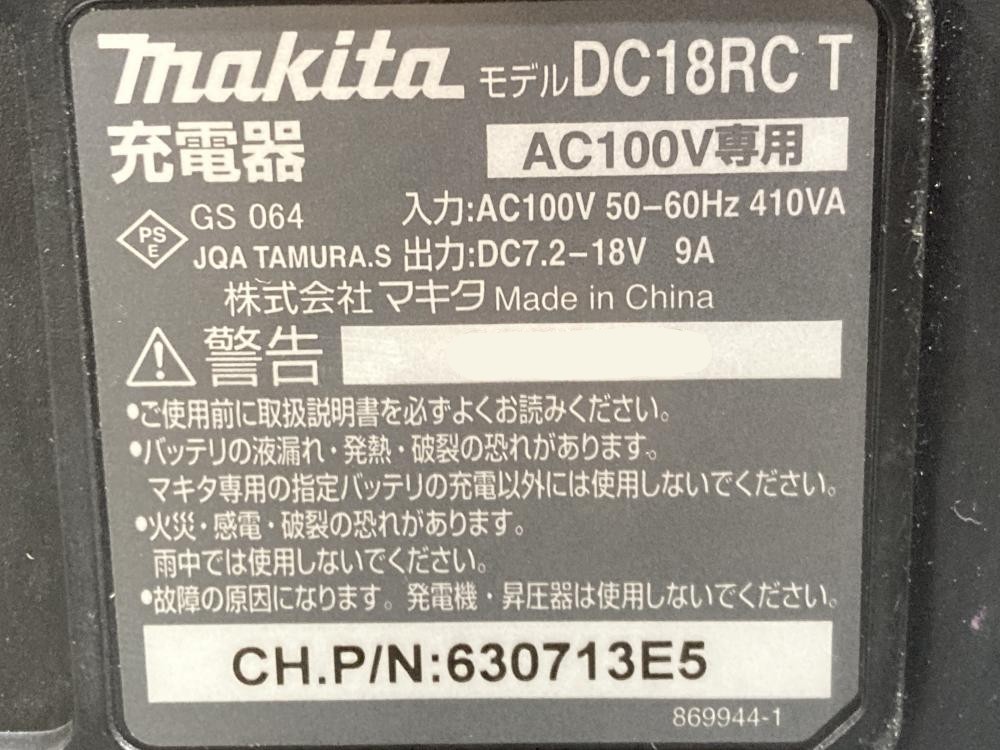 makita モデル DC18RC T
充電器 AC100V専用
PS E GS 064 入力:AC100V 50-60Hz 410VA
JQA TAMURA.S 出力:DC7.2-18V 9A
株式会社マキタ Made in China
警告
•ご使用前に取扱説明書を必ずよくお読みください。
•バッテリの液漏れ・発熱・破裂の恐れがあります。
マキタ専用の指定バッテリの充電以外には使用しないでください。
•火災・感電・破裂の恐れがあります。
雨中では使用しないでください。
•故障の原因になります。発電機・昇圧器は使用しないでください。
CH.P/N:630713E5
869944-1